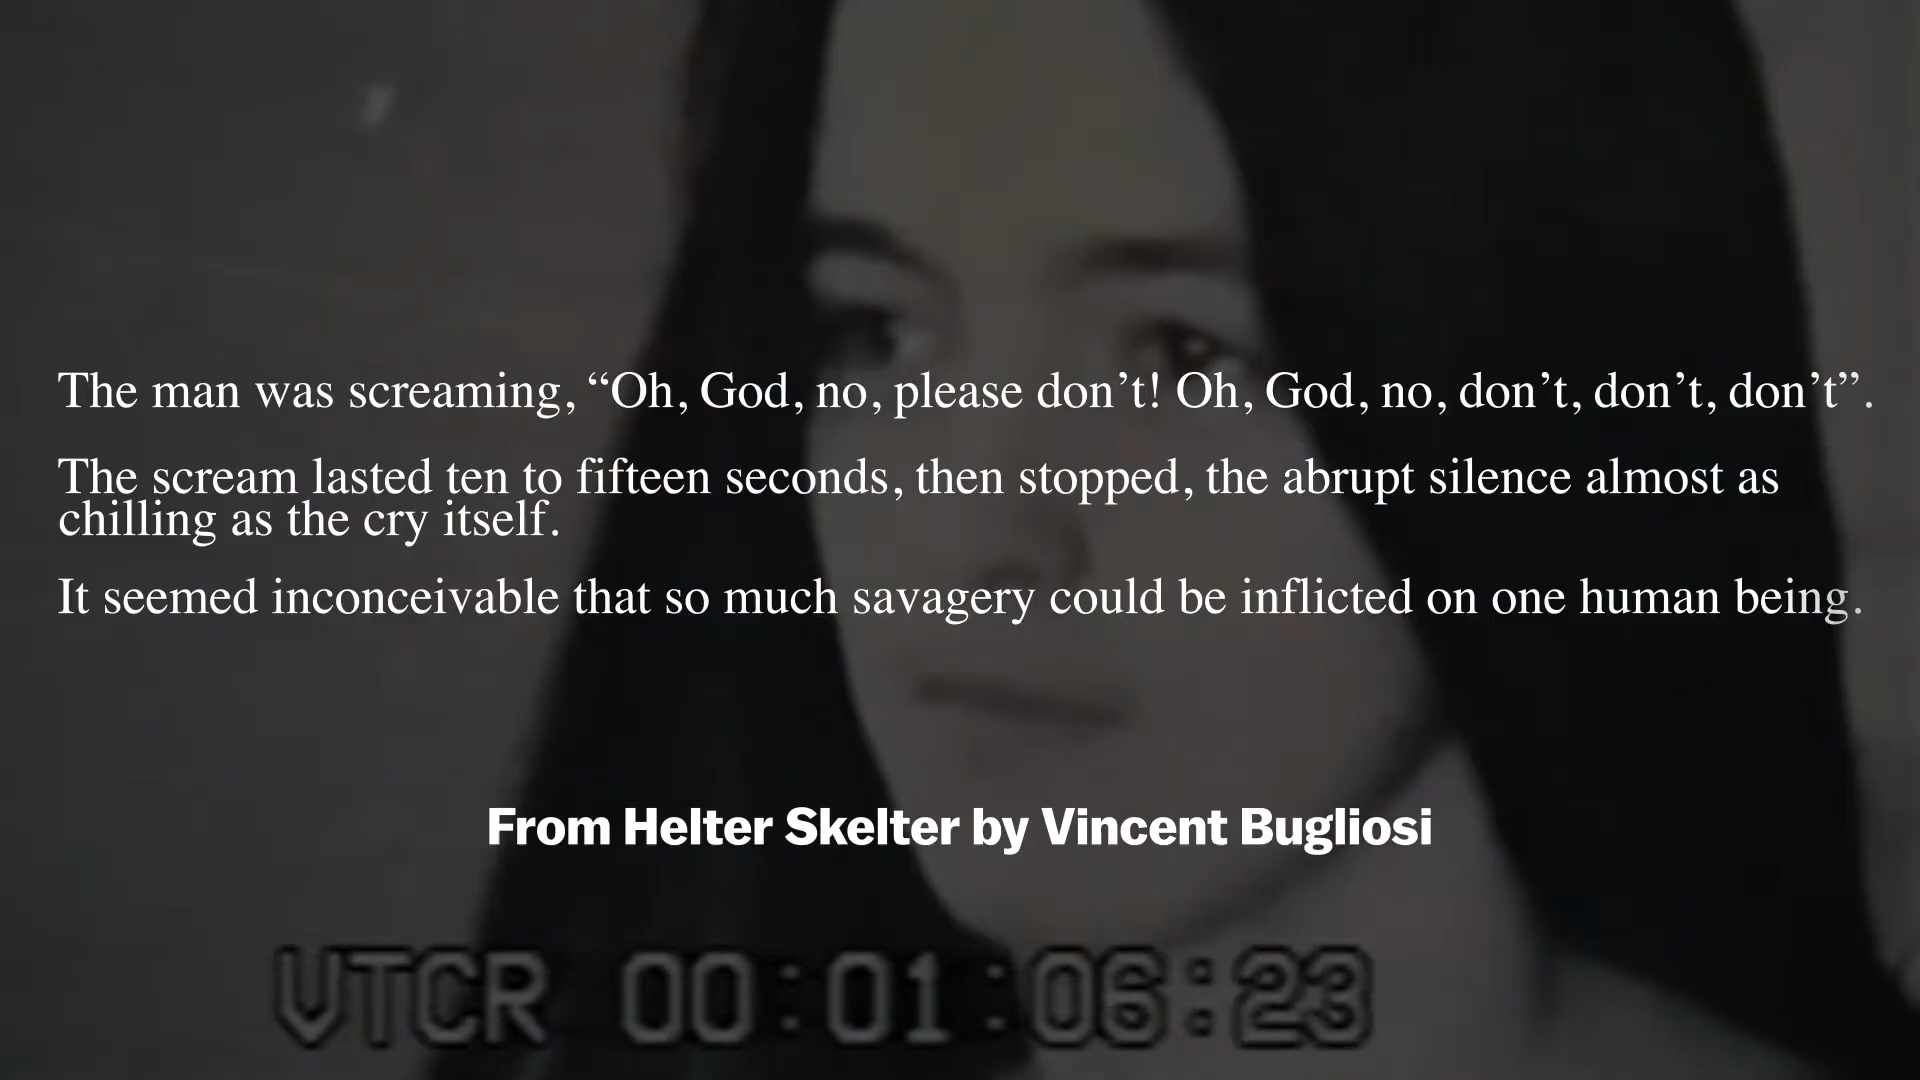 The man was screaming, “Oh, God, no, please don’t! Oh, God, no, don’t, don’t, don’t”.
The scream lasted ten to fifteen seconds, then stopped, the abrupt silence almost as
chilling as the cry itself.
It seemed inconceivable that so much savagery could be inflicted on one human being.
From Helter Skelter by Vincent Bugliosi
VTCR 00:01:06:23